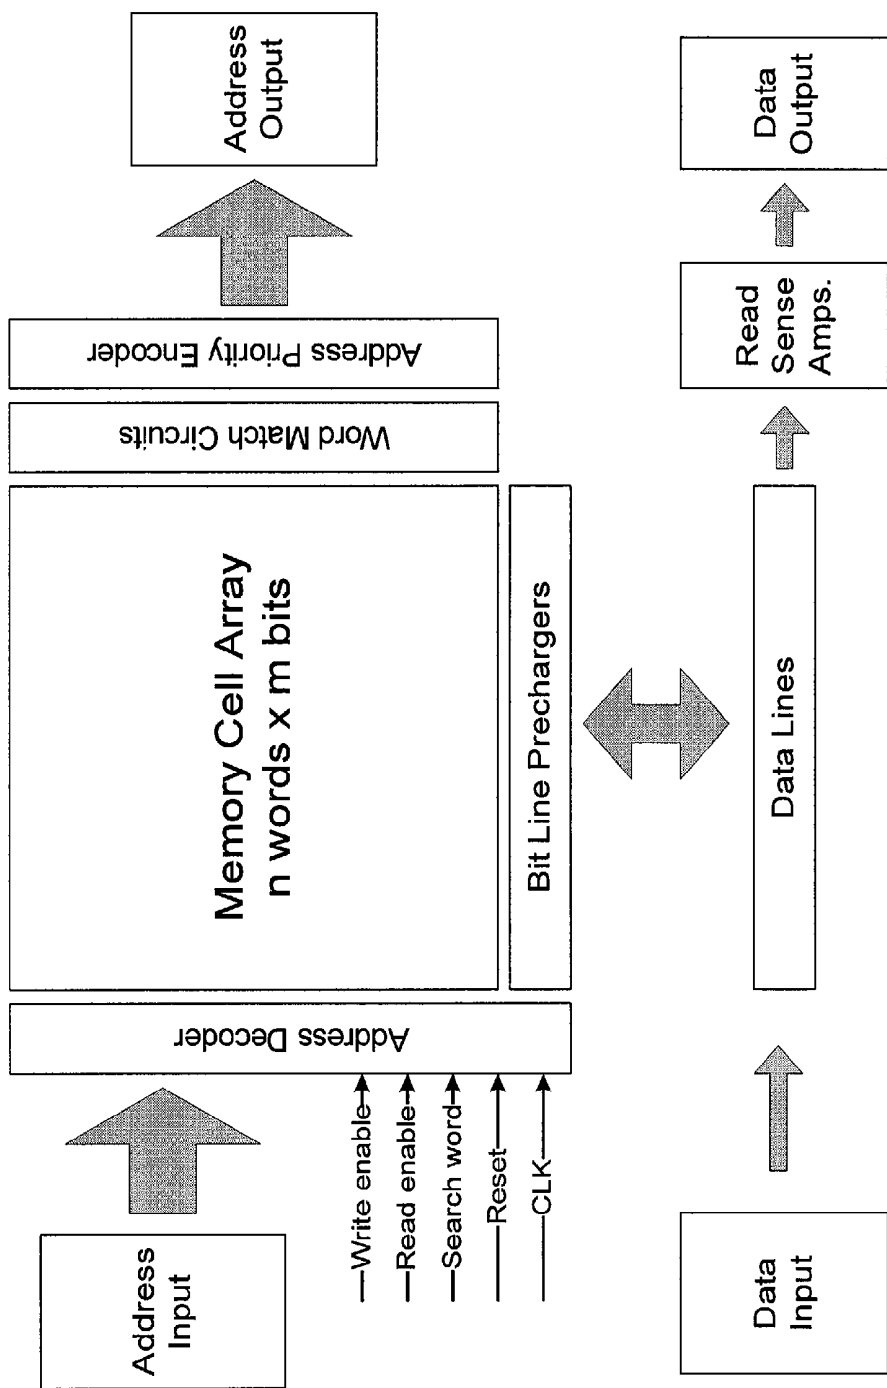 Address
Input
Write enable
Read enable
Search word
Reset
CLK
Address Decoder
Memory Cell Array
n words x m bits
Bit Line Prechargers
Word Match Circuits
Address Priority Encoder
Address
Output
Data
Input
Data Lines
Read
Sense
Amps.
Data
Output